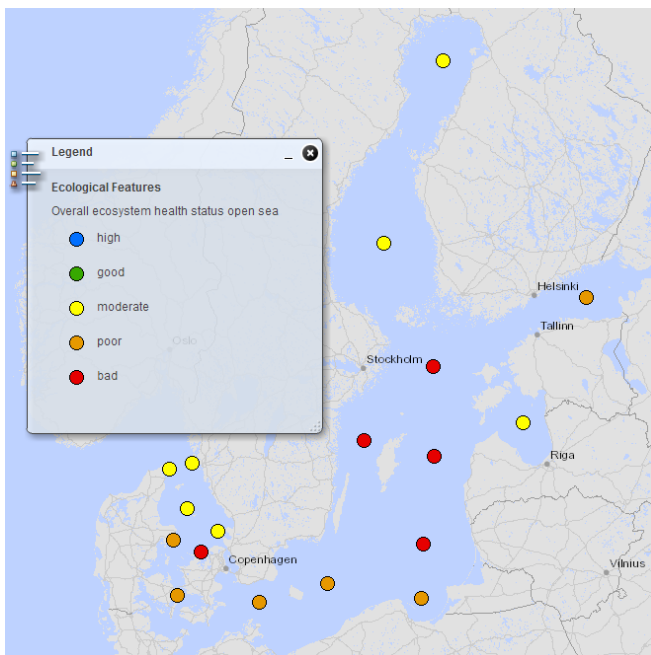 Legend
Ecological Features
Overall ecosystem health status open sea
high
good
moderate
poor
bad
Oslo
Helsinki
Tallinn
Stockholm
Riga
Copenhagen
Vilnius